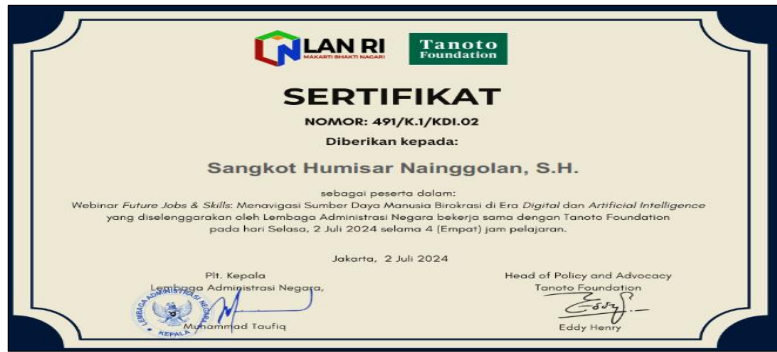 LAN RI
MAKARTI BHAKTI NAGARI
Tanoto
Foundation
SERTIFIKAT
NOMOR: 491/K.1/KDI.02
Diberikan kepada:
Sangkot Humisar Nainggolan, S.H.
sebagai peserta dalam:
Webinar Future Jobs & Skills: Menavigasi Sumber Daya Manusia Birokrasi di Era Digital dan Artificial Intelligence
yang diselenggarakan oleh Lembaga Administrasi Negara bekerja sama dengan Tanoto Foundation
pada hari Selasa, 2 Juli 2024 selama 4 (Empat) jam pelajaran.
Jakarta, 2 Juli 2024
Plt. Kepala
Lembaga Administrasi Negara,
LEMBAGA ADMINISTRASI NEGARA
KEPALA
Muhammad Taufiq
Head of Policy and Advocacy
Tanoto Foundation
Eddy Henry